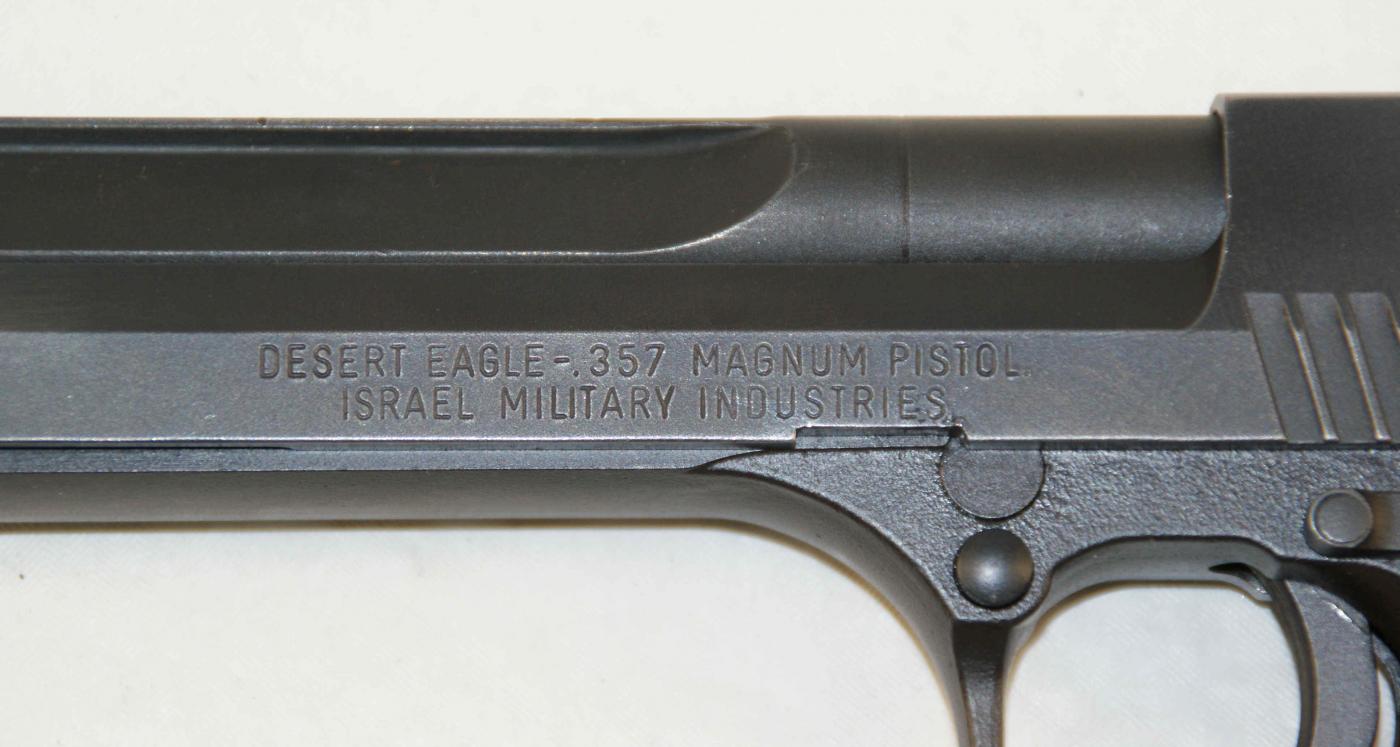 DESERT EAGLE-.357 MAGNUM PISTOL.
ISRAEL MILITARY INDUSTRIES.